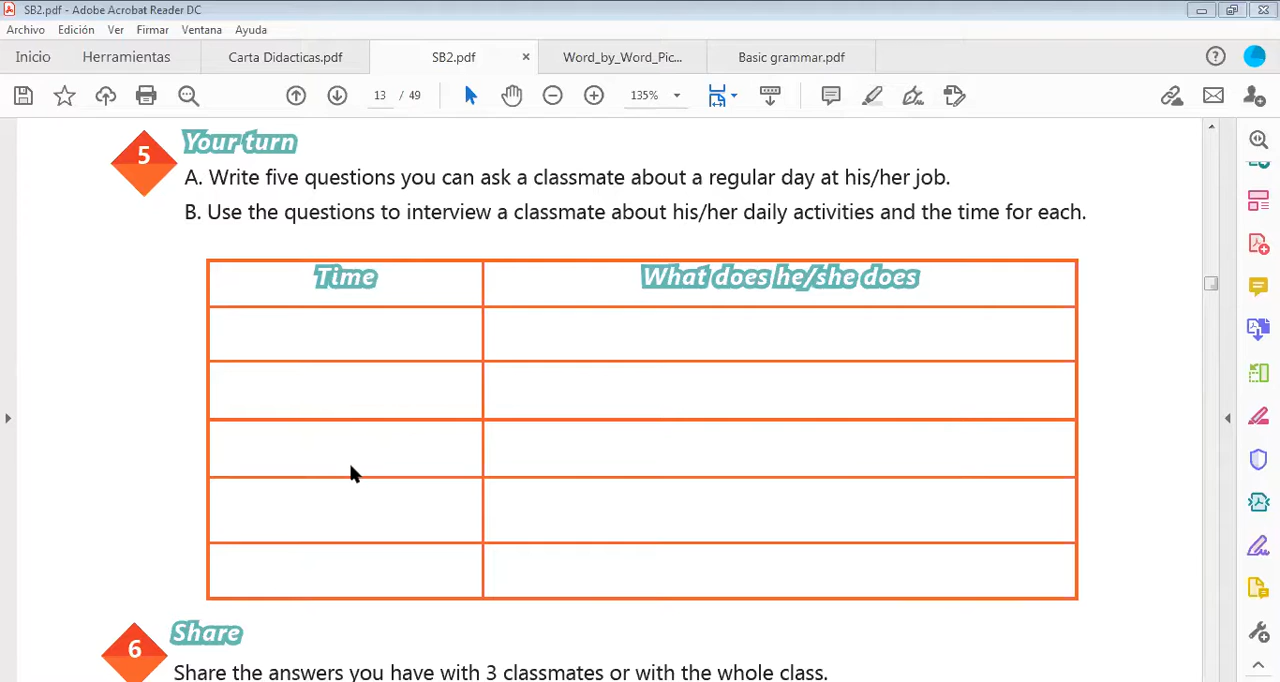 SB2.pdf - Adobe Acrobat Reader DC
Archivo Edición Ver Firmar Ventana Ayuda
Inicio Herramientas Carta Didacticas.pdf SB2.pdf × Word_by_Word_Pic... Basic grammar.pdf
13 / 49 135%
5 Your turn
A. Write five questions you can ask a classmate about a regular day at his/her job.
B. Use the questions to interview a classmate about his/her daily activities and the time for each.
Time What does he/she does
6 Share
Share the answers you have with 3 classmates or with the whole class.